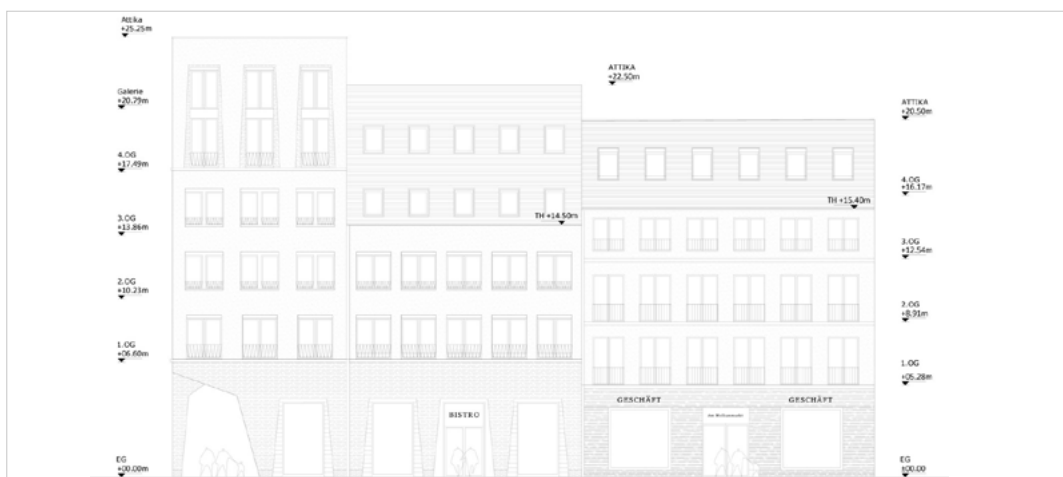 Attika
+25.25m
Galerie
+20.79m
4.OG
+17.49m
3.OG
+13.86m
2.OG
+10.23m
1.OG
+06.60m
EG
+00.00m
ATTIKA
+22.50m
TH +14.50m
BISTRO
ATTIKA
+20.50m
4.OG
+16.17m
TH +15.40m
3.OG
+12.54m
2.OG
+8.91m
1.OG
+05.28m
GESCHÄFT
GESCHÄFT
EG
+00.00